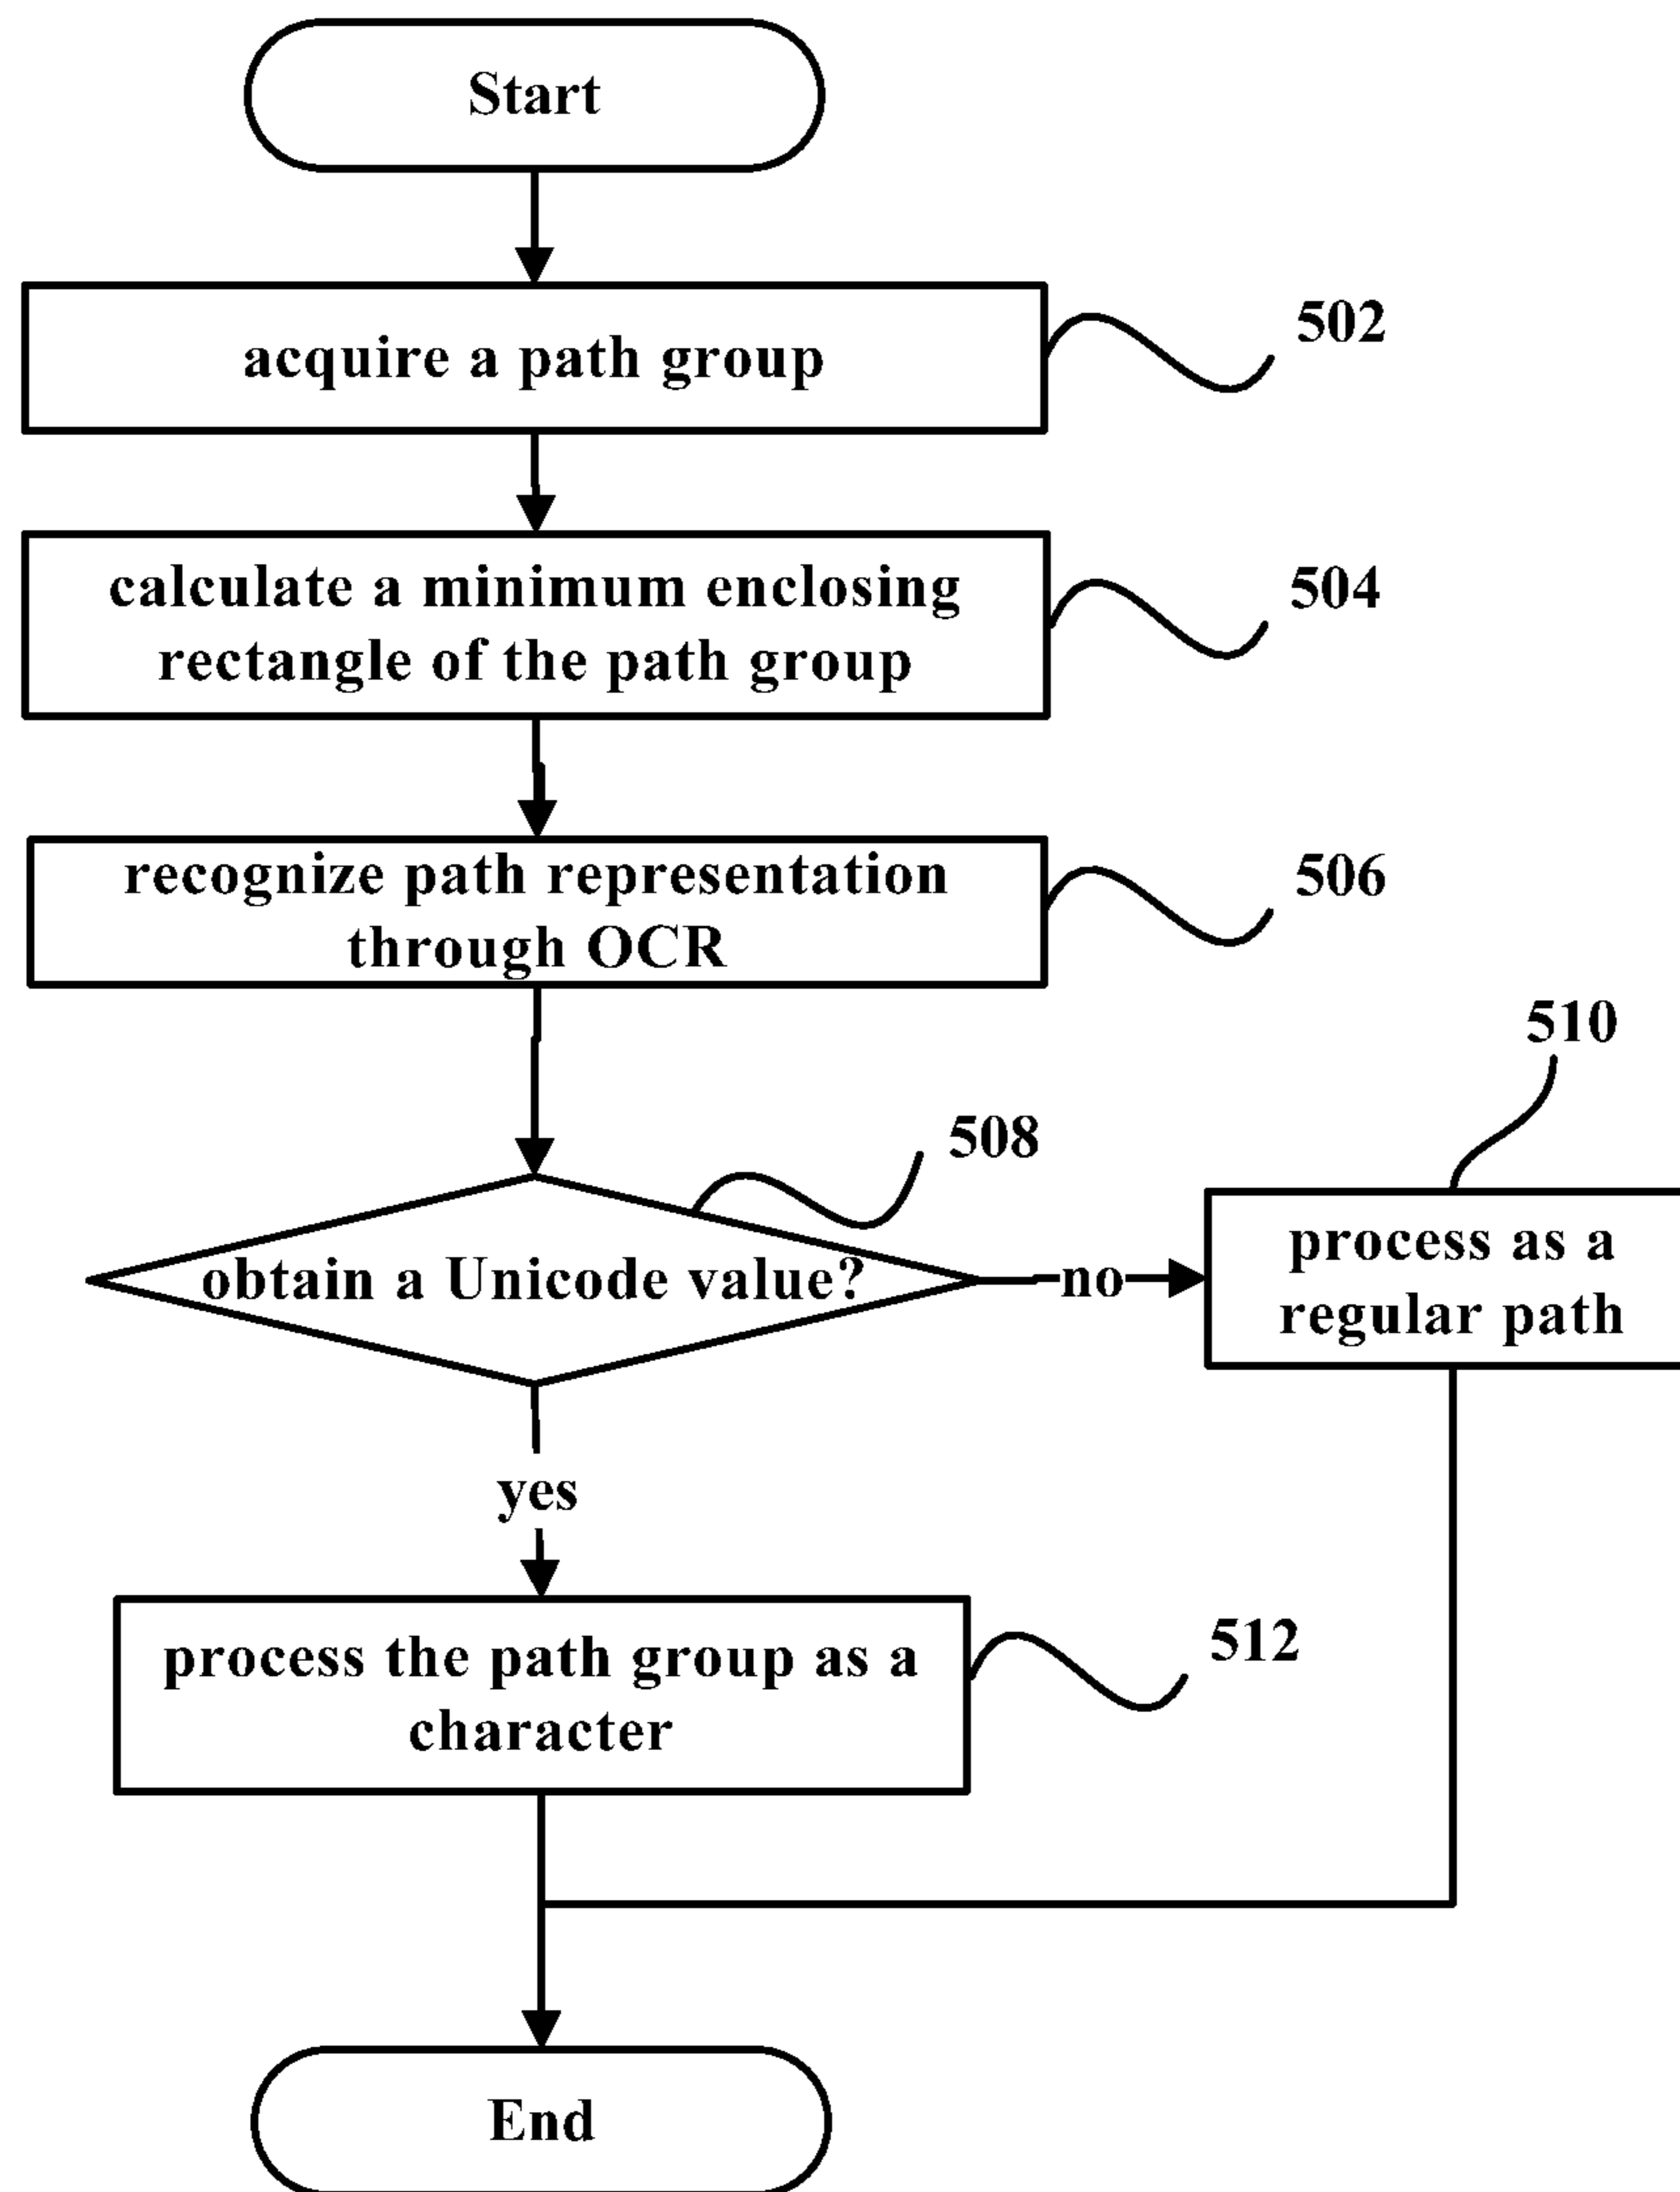 Start
acquire a path group
502
calculate a minimum enclosing
rectangle of the path group
504
recognize path representation
through OCR
506
508
obtain a Unicode value?
no
510
process as a
regular path
yes
process the path group as a
character
512
End